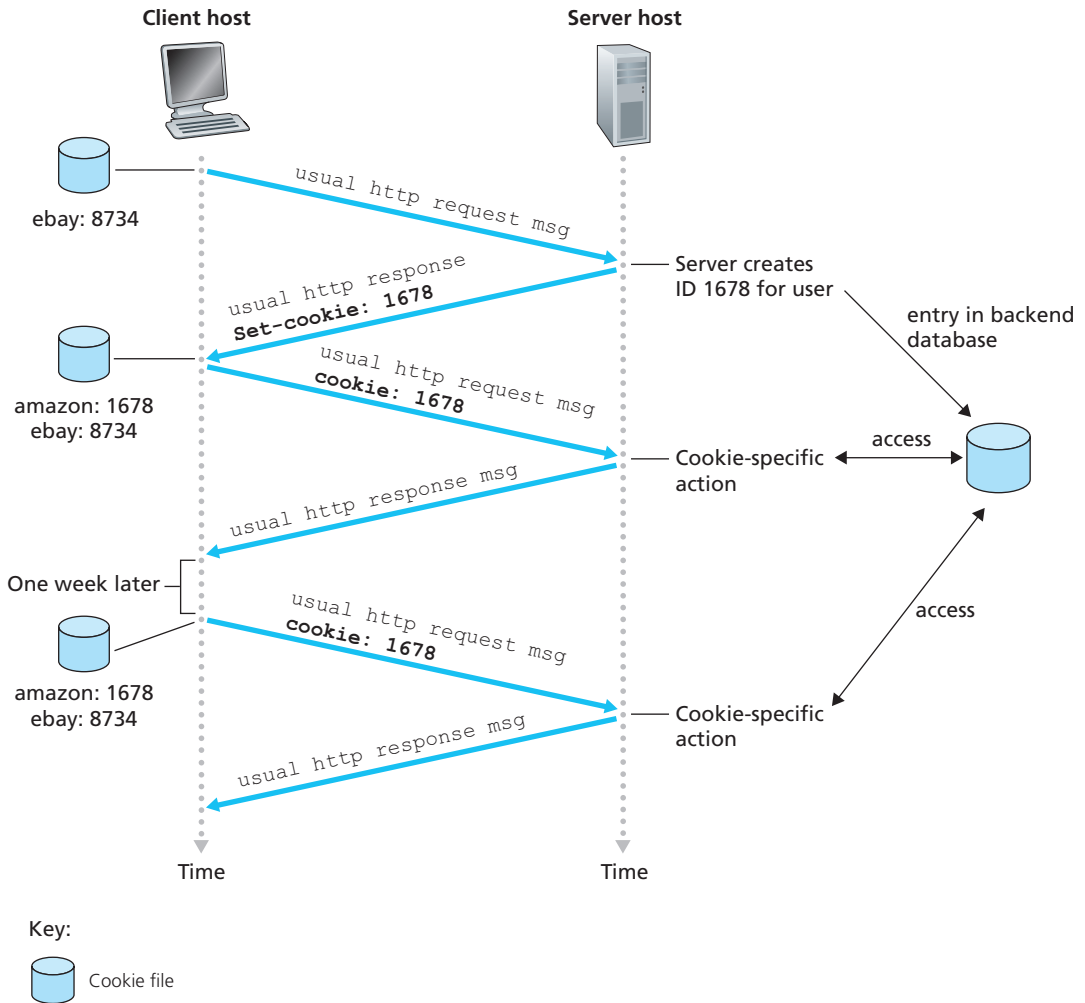 Client host
Server host
usual http request msg
ebay: 8734
Server creates
ID 1678 for user
usual http response
Set-cookie: 1678
entry in backend
database
usual http request msg
cookie: 1678
amazon: 1678
ebay: 8734
access
Cookie-specific
action
usual http response msg
One week later
usual http request msg
cookie: 1678
access
amazon: 1678
ebay: 8734
Cookie-specific
action
usual http response msg
Time
Time
Key:
Cookie file